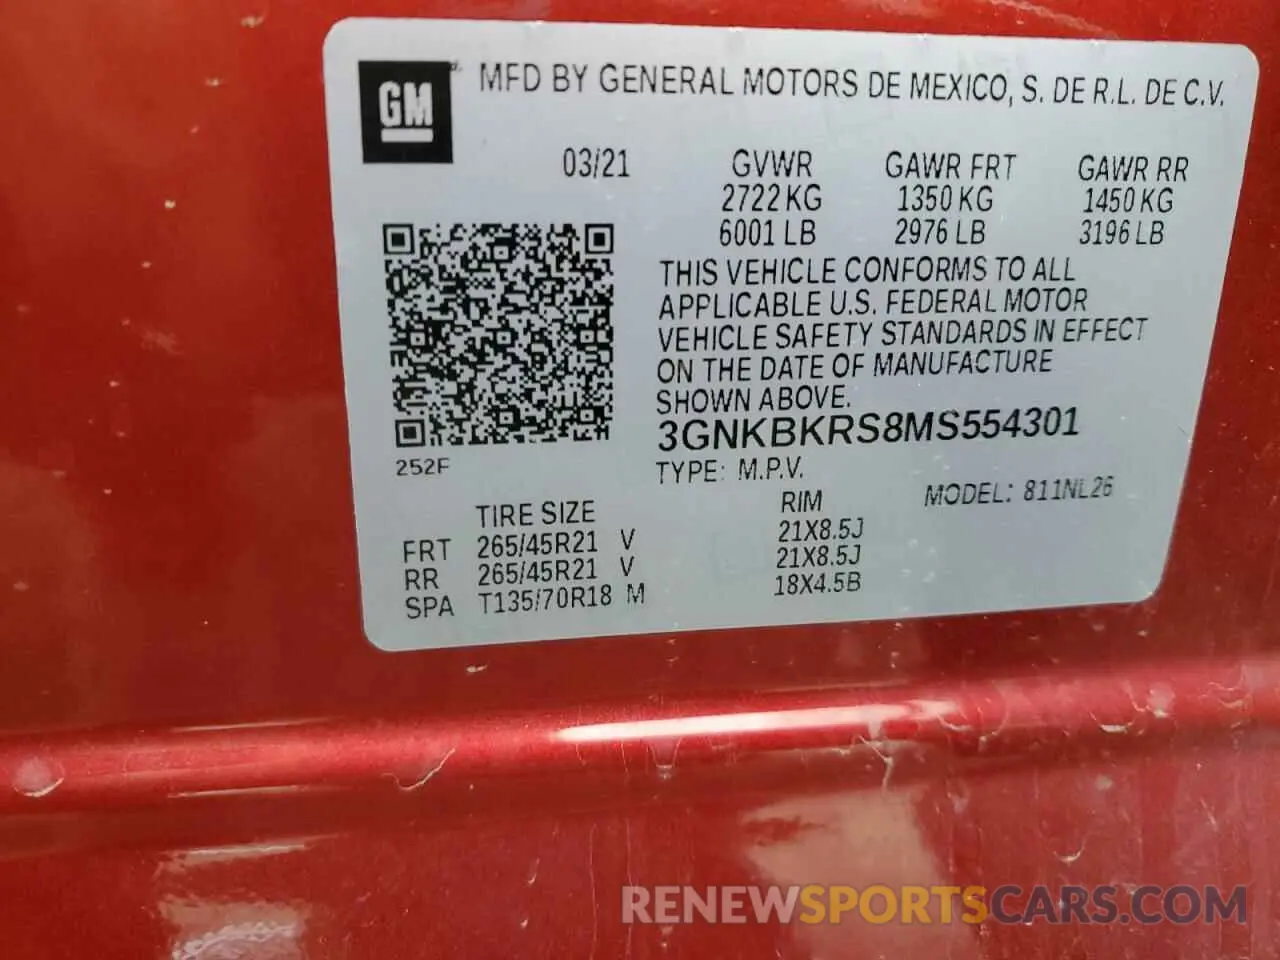 GM
MFD BY GENERAL MOTORS DE MEXICO, S. DE R.L. DE C.V.
03/21 GVWR GAWR FRT GAWR RR
2722 KG 1350 KG 1450 KG
6001 LB 2976 LB 3196 LB
THIS VEHICLE CONFORMS TO ALL
APPLICABLE U.S. FEDERAL MOTOR
VEHICLE SAFETY STANDARDS IN EFFECT
ON THE DATE OF MANUFACTURE
SHOWN ABOVE.
3GNKBKRS8MS554301
252F
TYPE: M.P.V. MODEL: 811NL26
TIRE SIZE RIM
FRT 265/45R21 V 21X8.5J
RR 265/45R21 V 21X8.5J
SPA T135/70R18 M 18X4.5B
RENEWSPORTSCARS.COM